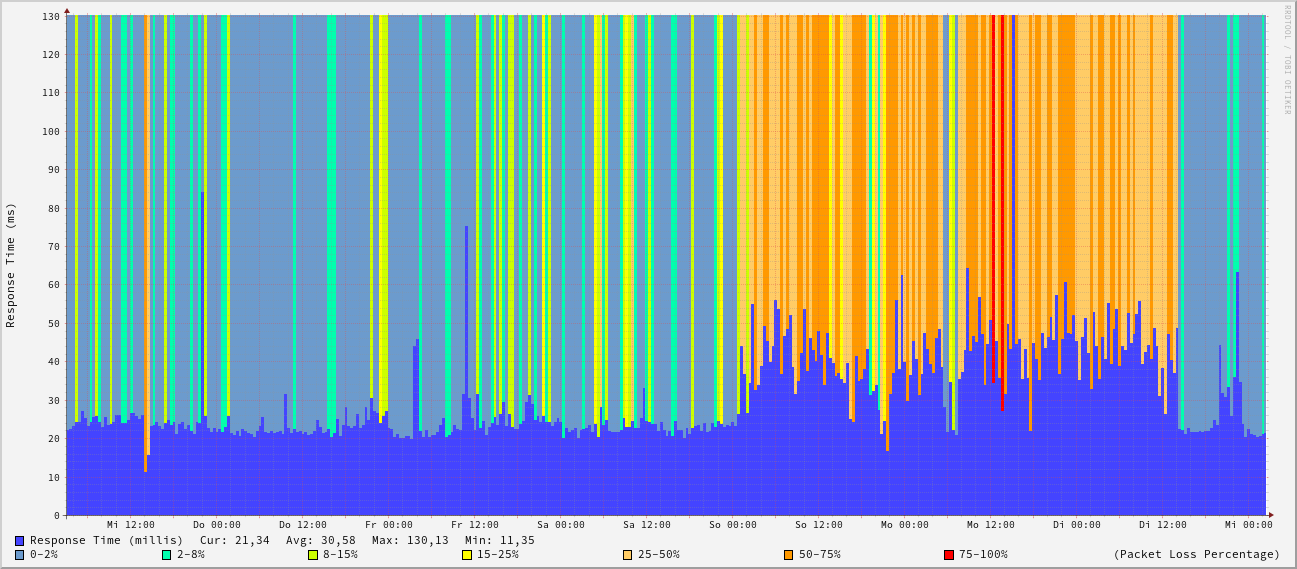 130
120
110
100
90
80
70
60
50
40
30
20
10
0
Response Time (ms)
RRDTOOL / TOBI OETIKER
Mi 12:00 Do 00:00 Do 12:00 Fr 00:00 Fr 12:00 Sa 00:00 Sa 12:00 So 00:00 So 12:00 Mo 00:00 Mo 12:00 Di 00:00 Di 12:00 Mi 00:00
Response Time (millis) Cur: 21,34 Avg: 30,58 Max: 130,13 Min: 11,35
0-2% 2-8% 8-15% 15-25% 25-50% 50-75% 75-100% (Packet Loss Percentage)